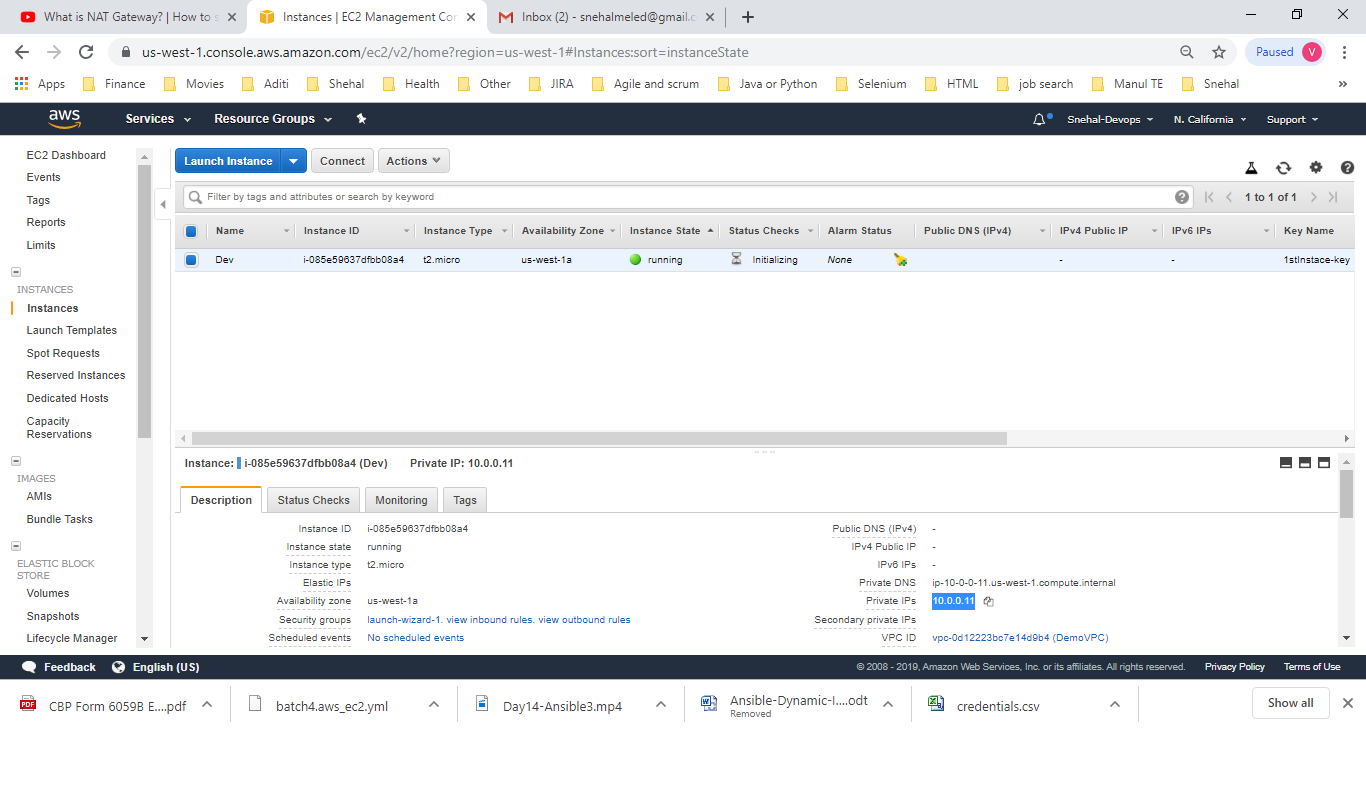 What is NAT Gateway? | How to s
Instances | EC2 Management Con
Inbox (2) - snehalmeled@gmail.c
us-west-1.console.aws.amazon.com/ec2/v2/home?region=us-west-1#Instances:sort=instanceState
Paused V
Apps Finance Movies Aditi Shehal Health Other JIRA Agile and scrum Java or Python Selenium HTML job search Manul TE Snehal »
aws Services Resource Groups Snehal-Devops N. California Support
EC2 Dashboard
Events
Tags
Reports
Limits
INSTANCES
Instances
Launch Templates
Spot Requests
Reserved Instances
Dedicated Hosts
Capacity
Reservations
IMAGES
AMIs
Bundle Tasks
ELASTIC BLOCK
STORE
Volumes
Snapshots
Lifecycle Manager
Launch Instance Connect Actions
Filter by tags and attributes or search by keyword
1 to 1 of 1
Name Instance ID Instance Type Availability Zone Instance State Status Checks Alarm Status Public DNS (IPv4) IPv4 Public IP IPv6 IPs Key Name
Dev i-085e59637dfbb08a4 t2.micro us-west-1a running Initializing None - - 1stInstace-key
Instance: i-085e59637dfbb08a4 (Dev) Private IP: 10.0.0.11
Description Status Checks Monitoring Tags
Instance ID i-085e59637dfbb08a4 Public DNS (IPv4) -
Instance state running IPv4 Public IP -
Instance type t2.micro IPv6 IPs -
Elastic IPs Private DNS ip-10-0-0-11.us-west-1.compute.internal
Availability zone us-west-1a Private IPs 10.0.0.11
Security groups launch-wizard-1. view inbound rules. view outbound rules Secondary private IPs
Scheduled events No scheduled events VPC ID vpc-0d12223bc7e14d9b4 (DemoVPC)
Feedback English (US) © 2008 - 2019, Amazon Web Services, Inc. or its affiliates. All rights reserved. Privacy Policy Terms of Use
CBP Form 6059B E....pdf
batch4.aws_ec2.yml
Day14-Ansible3.mp4
Ansible-Dynamic-I....odt
Removed
credentials.csv
Show all